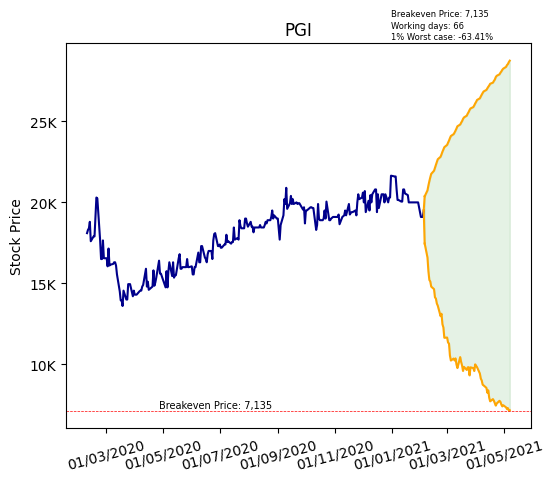 Breakeven Price: 7,135
Working days: 66
1% Worst case: -63.41%
PGI
Stock Price
25K
20K
15K
10K
Breakeven Price: 7,135
01/03/2020 01/05/2020 01/07/2020 01/09/2020 01/11/2020 01/01/2021 01/03/2021 01/05/2021